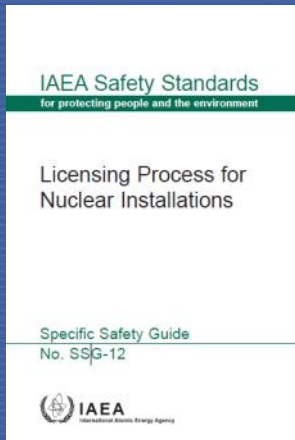 IAEA Safety Standards
for protecting people and the environment
Licensing Process for
Nuclear Installations
Specific Safety Guide
No. SSG-12
IAEA
International Atomic Energy Agency